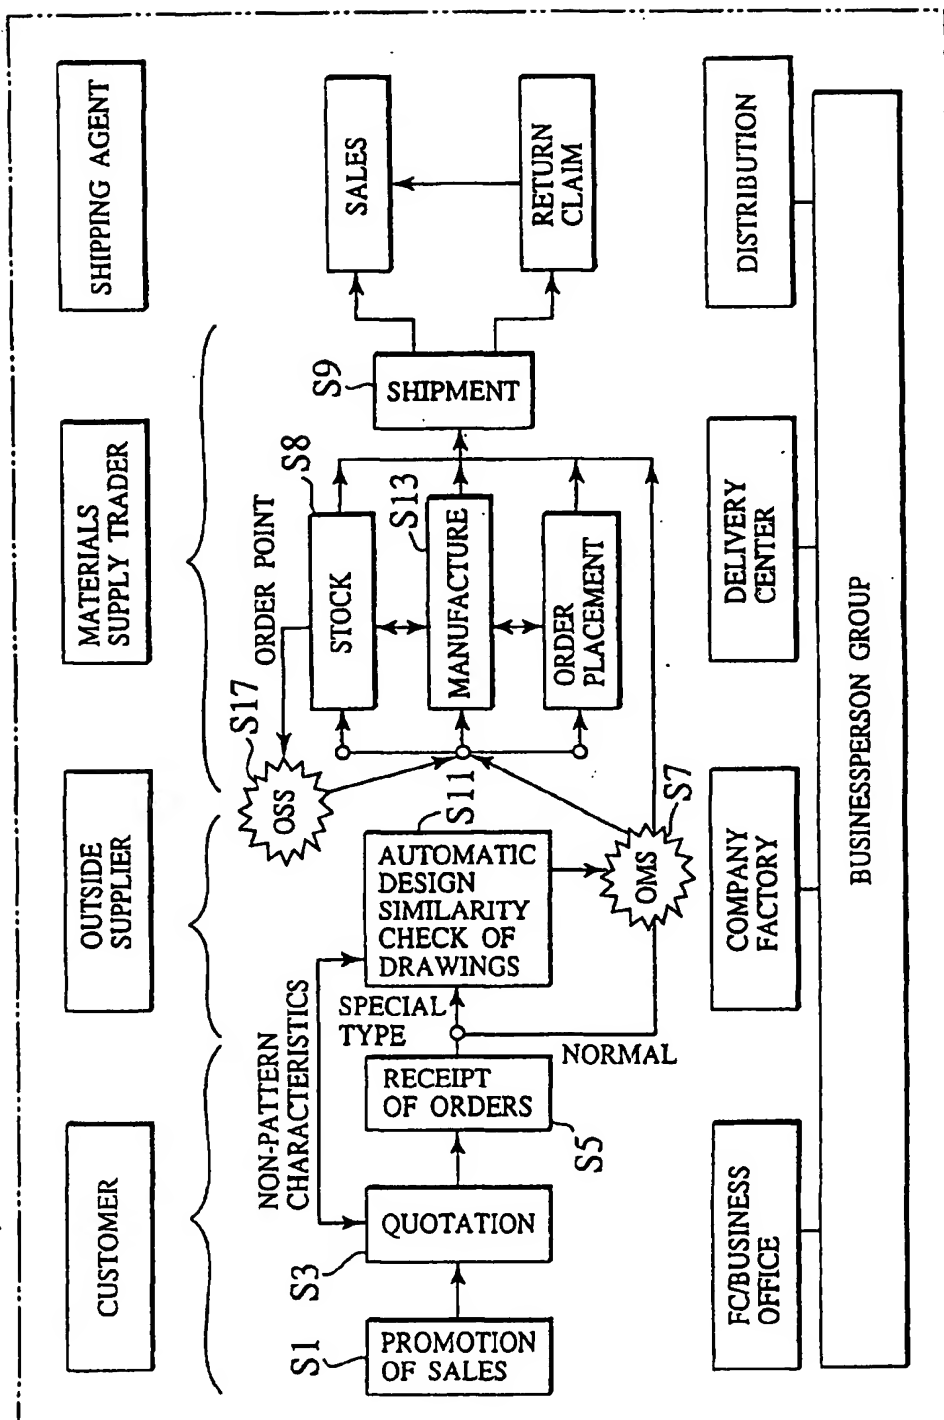 CUSTOMER
OUTSIDE
SUPPLIER
MATERIALS
SUPPLY TRADER
SHIPPING AGENT
S1
PROMOTION
OF SALES
S3
QUOTATION
NON-PATTERN
CHARACTERISTICS
RECEIPT
OF ORDERS
S5
SPECIAL
TYPE
NORMAL
S11
AUTOMATIC
DESIGN
SIMILARITY
CHECK OF
DRAWINGS
S17
OSS
OMS
S7
ORDER POINT
S8
STOCK
S13
MANUFACTURE
ORDER
PLACEMENT
S9
SHIPMENT
SALES
RETURN
CLAIM
FC/BUSINESS
OFFICE
COMPANY
FACTORY
DELIVERY
CENTER
DISTRIBUTION
BUSINESSPERSON GROUP